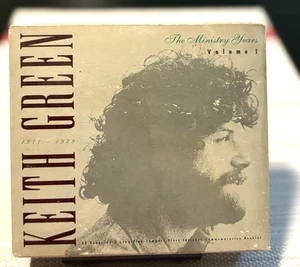 The Ministry Years
Volume 1
KEITH GREEN
1977 - 1979